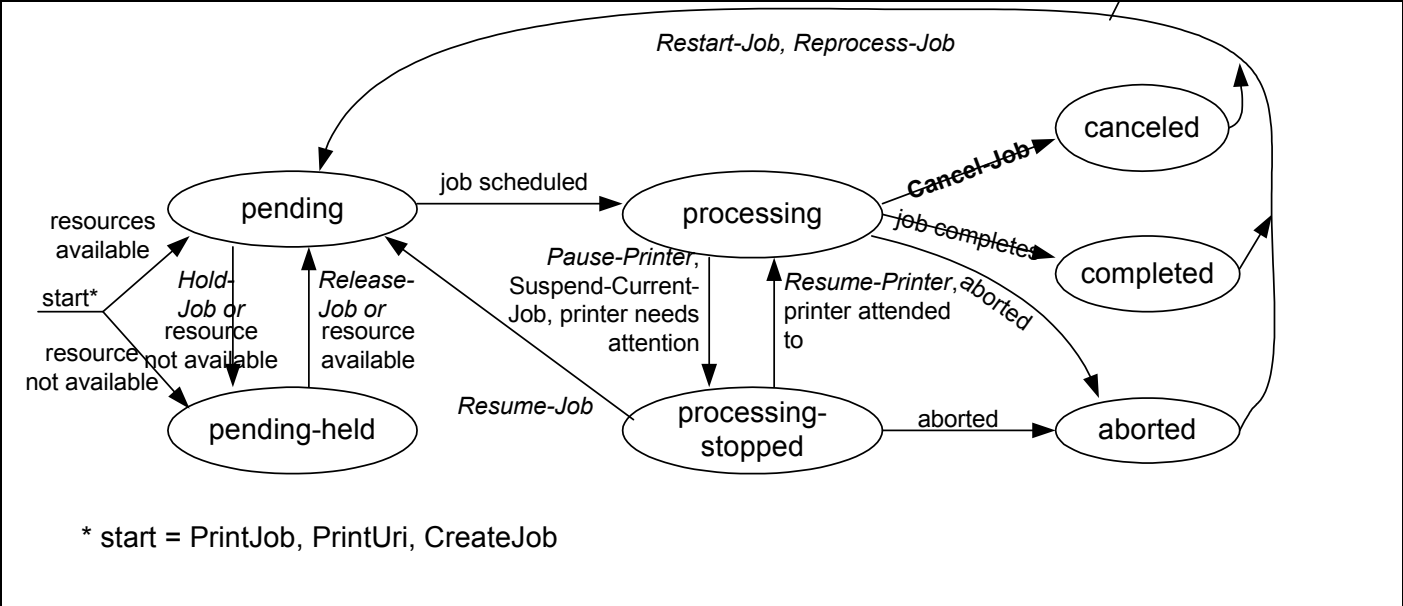 Restart-Job, Reprocess-Job
canceled
Cancel-Job
pending
job scheduled
processing
job completes
completed
resources
available
start*
resource
not available
Hold-
Job or
resource
not available
Release-
Job or
resource
available
Pause-Printer,
Suspend-Current-
Job, printer needs
attention
Resume-Printer,
printer attended
to
aborted
Resume-Job
pending-held
processing-
stopped
aborted
aborted
* start = PrintJob, PrintUri, CreateJob